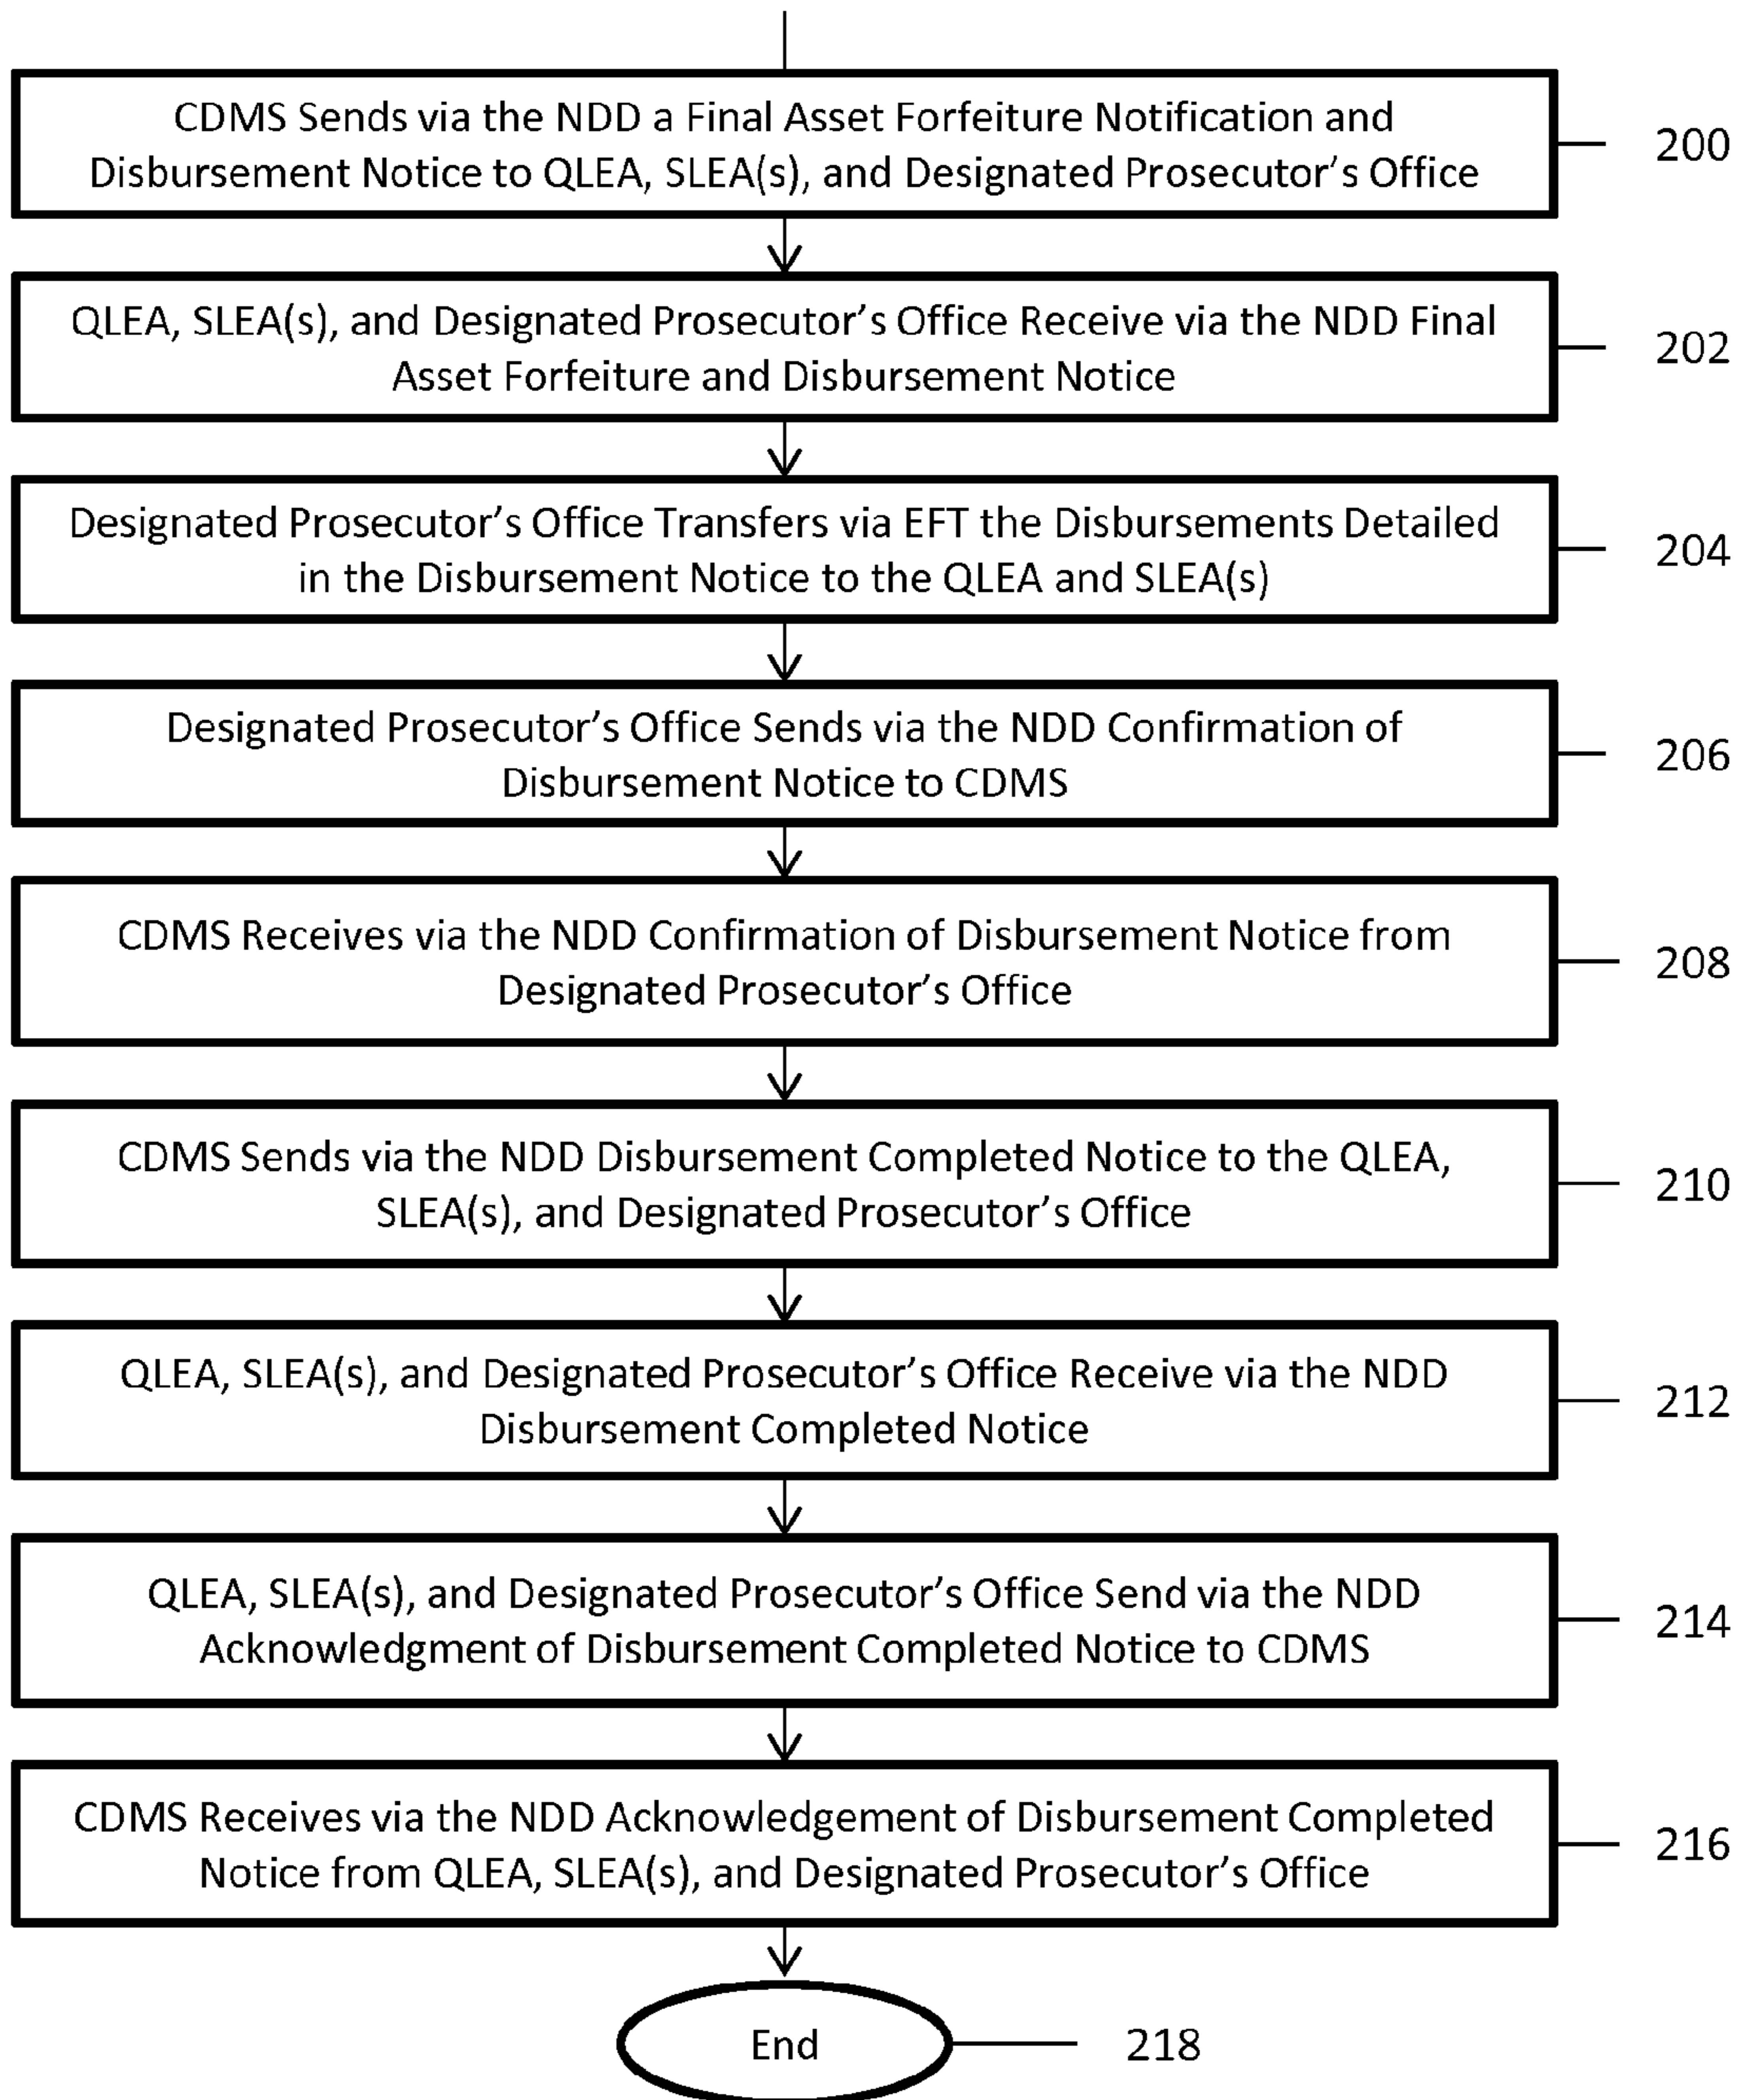 CDMS Sends via the NDD a Final Asset Forfeiture Notification and
Disbursement Notice to QLEA, SLEA(s), and Designated Prosecutor's Office
200
QLEA, SLEA(s), and Designated Prosecutor's Office Receive via the NDD Final
Asset Forfeiture and Disbursement Notice
202
Designated Prosecutor's Office Transfers via EFT the Disbursements Detailed
in the Disbursement Notice to the QLEA and SLEA(s)
204
Designated Prosecutor's Office Sends via the NDD Confirmation of
Disbursement Notice to CDMS
206
CDMS Receives via the NDD Confirmation of Disbursement Notice from
Designated Prosecutor's Office
208
CDMS Sends via the NDD Disbursement Completed Notice to the QLEA,
SLEA(s), and Designated Prosecutor's Office
210
QLEA, SLEA(s), and Designated Prosecutor's Office Receive via the NDD
Disbursement Completed Notice
212
QLEA, SLEA(s), and Designated Prosecutor's Office Send via the NDD
Acknowledgment of Disbursement Completed Notice to CDMS
214
CDMS Receives via the NDD Acknowledgement of Disbursement Completed
Notice from QLEA, SLEA(s), and Designated Prosecutor's Office
216
End
218